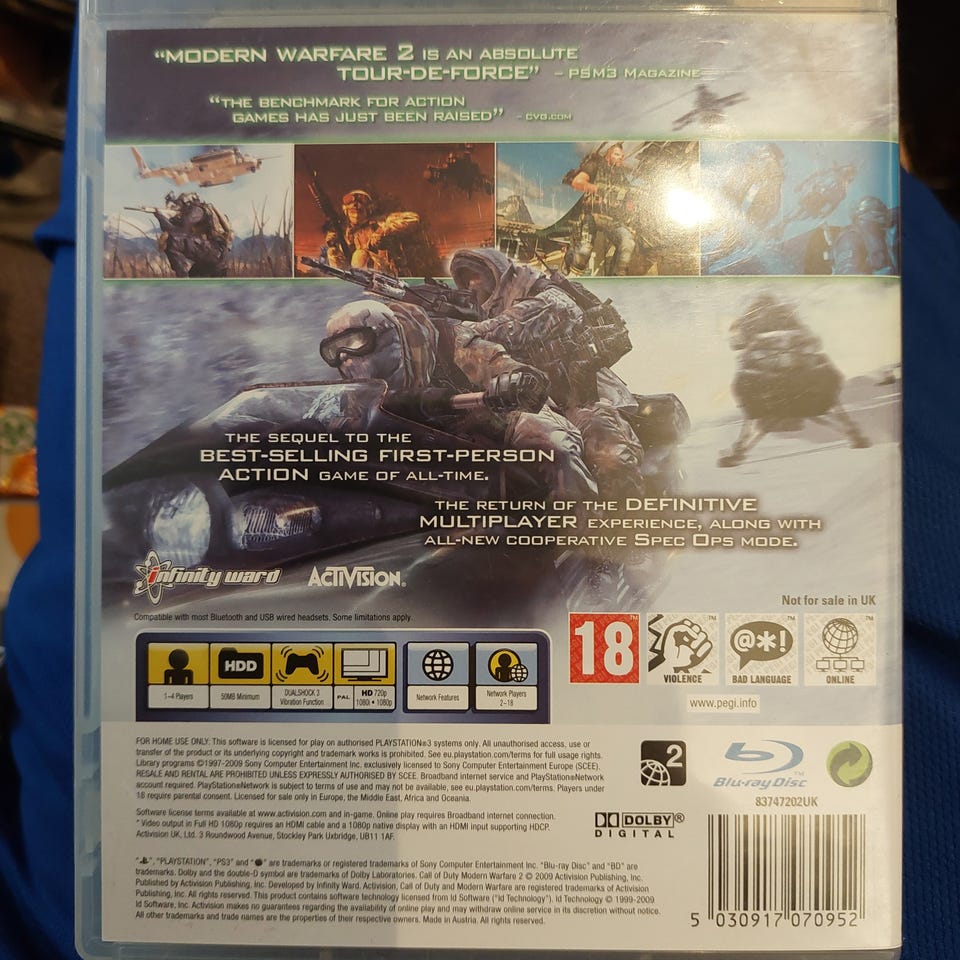 “MODERN WARFARE 2 IS AN ABSOLUTE
TOUR-DE-FORCE” - PSM3 MAGAZINE
“THE BENCHMARK FOR ACTION
GAMES HAS JUST BEEN RAISED” - CVG.COM
THE SEQUEL TO THE
BEST-SELLING FIRST-PERSON
ACTION GAME OF ALL-TIME.
THE RETURN OF THE DEFINITIVE
MULTIPLAYER EXPERIENCE, ALONG WITH
ALL-NEW COOPERATIVE SPEC OPS MODE.
infinity ward ACTIVISION®
Not for sale in UK
Compatible with most Bluetooth and USB wired headsets. Some limitations apply.
HDD
1-4 Players
50MB Minimum
DUALSHOCK 3
Vibration Function
PAL
HD 720p
1080i • 1080p
Network Features
Network Players
2-18
18™
VIOLENCE
@*!
BAD LANGUAGE
ONLINE
www.pegi.info
FOR HOME USE ONLY: This software is licensed for play on authorised PLAYSTATION®3 systems only. All unauthorised access, use or
transfer of the product or its underlying copyright and trademark works is prohibited. See eu.playstation.com/terms for full usage rights.
Library programs ©1997-2009 Sony Computer Entertainment Inc. exclusively licensed to Sony Computer Entertainment Europe (SCEE).
RESALE AND RENTAL ARE PROHIBITED UNLESS EXPRESSLY AUTHORISED BY SCEE. Broadband internet service and PlayStation®Network
account required. PlayStation®Network is subject to terms of use and may not be available, see eu.playstation.com/terms. Players under
18 require parental consent. Licensed for sale only in Europe, the Middle East, Africa and Oceania.
Software license terms available at www.activision.com and in-game. Online play requires Broadband internet connection.
* Video output in Full HD 1080p requires an HDMI cable and a 1080p native display with an HDMI input supporting HDCP.
Activision UK, Ltd. 3 Roundwood Avenue, Stockley Park Uxbridge, UB11 1AF.
2
Blu-ray Disc™
83747202UK
DOLBY®
DIGITAL
"PLAYSTATION", "PS3" and " " are trademarks or registered trademarks of Sony Computer Entertainment Inc. "Blu-ray Disc" and "BD" are
trademarks. Dolby and the double-D symbol are trademarks of Dolby Laboratories. Call of Duty Modern Warfare 2 © 2009 Activision Publishing, Inc.
Published by Activision Publishing, Inc. Developed by Infinity Ward. Activision, Call of Duty and Modern Warfare are registered trademarks of Activision
Publishing, Inc. All rights reserved. This product contains software technology licensed from Id Software ("Id Technology"). Id Technology © 1999-2009
Id Software, Inc. Activision makes no guarantees regarding the availability of online play and may withdraw online service in its discretion without notice.
All other trademarks and trade names are the properties of their respective owners. Made in Austria. All rights reserved.
5 030917 070952